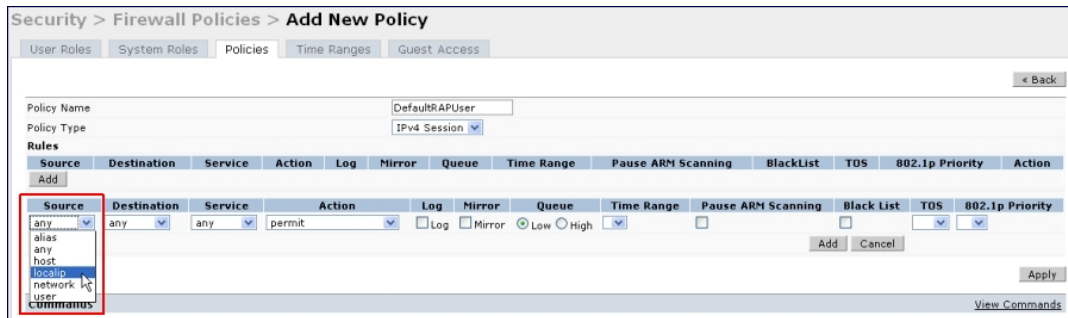 Security > Firewall Policies > Add New Policy
User Roles System Roles Policies Time Ranges Guest Access
« Back
Policy Name DefaultRAPUser
Policy Type IPv4 Session
Rules
Source Destination Service Action Log Mirror Queue Time Range Pause ARM Scanning BlackList TOS 802.1p Priority Action
Add
Source Destination Service Action Log Mirror Queue Time Range Pause ARM Scanning Black List TOS 802.1p Priority
any any any permit Log Mirror Low High
alias
any
host
localip
network
user
Add Cancel
Apply
Commands View Commands